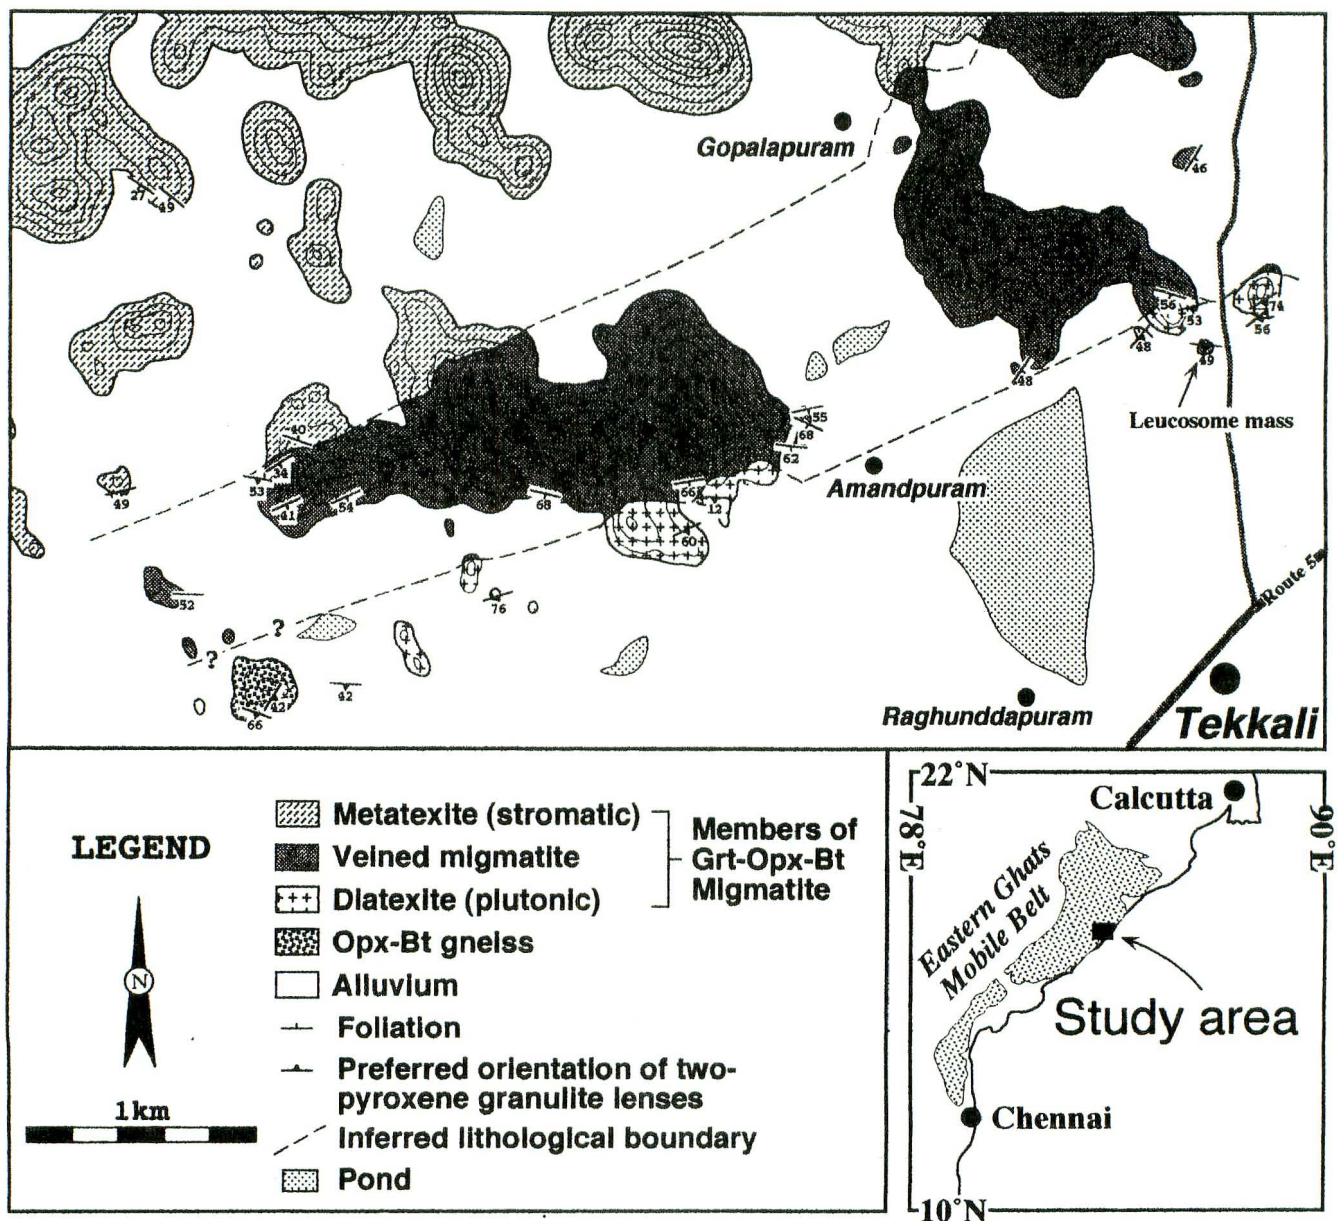 Gopalapuram
27
49
46
56
53
74
56
48
49
48
Leucosome mass
40
34
53
41
54
49
55
68
62
66
12
68
60
Amandpuram
52
76
?
?
42
42
66
Route 5
Raghunddapuram
Tekkali
LEGEND
N
1km
Metatexite (stromatic)
Veined migmatite
Diatexite (plutonic)
Members of
Grt-Opx-Bt
Migmatite
Opx-Bt gneiss
Alluvium
Foliation
Preferred orientation of two-
pyroxene granulite lenses
Inferred lithological boundary
Pond
22°N
78°E
90°E
Calcutta
Eastern Ghats
Mobile Belt
Study area
Chennai
10°N